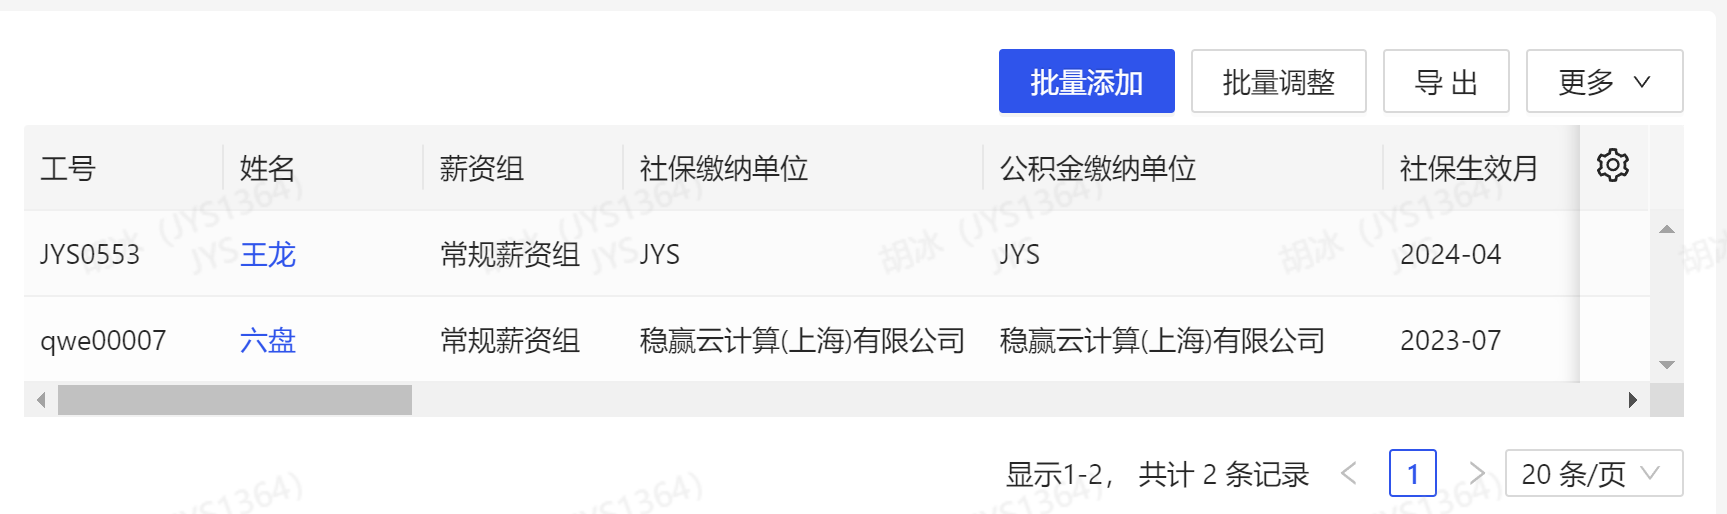 批量添加 批量调整 导出 更多
工号 姓名 薪资组 社保缴纳单位 公积金缴纳单位 社保生效月
JYS0553 王龙 常规薪资组 JYS JYS 2024-04
qwe00007 六盘 常规薪资组 稳赢云计算(上海)有限公司 稳赢云计算(上海)有限公司 2023-07
显示1-2， 共计 2 条记录 1 20 条/页
胡冰（JYS1364）
JYS